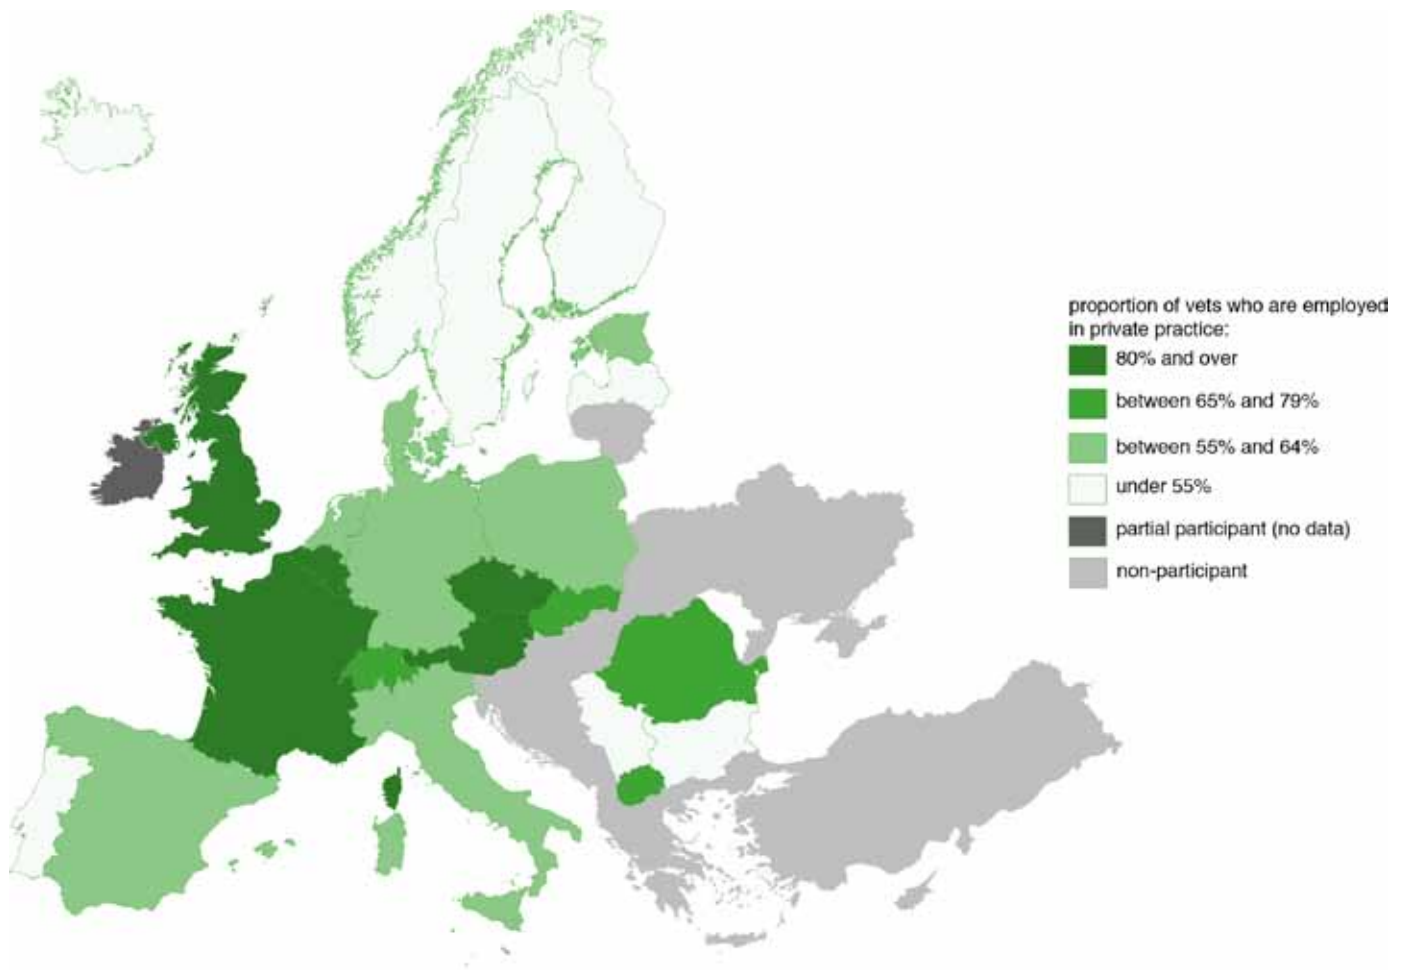 proportion of vets who are employed
in private practice:
80% and over
between 65% and 79%
between 55% and 64%
under 55%
partial participant (no data)
non-participant